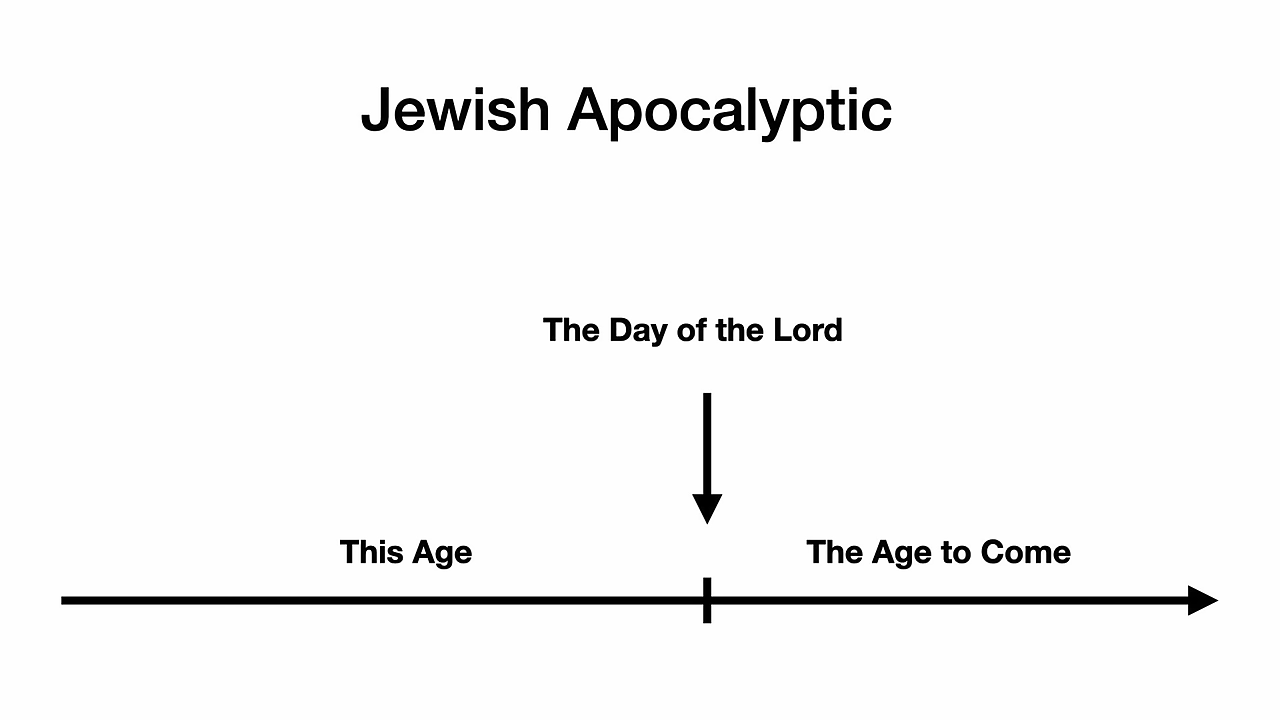 Jewish Apocalyptic
The Day of the Lord
This Age
The Age to Come